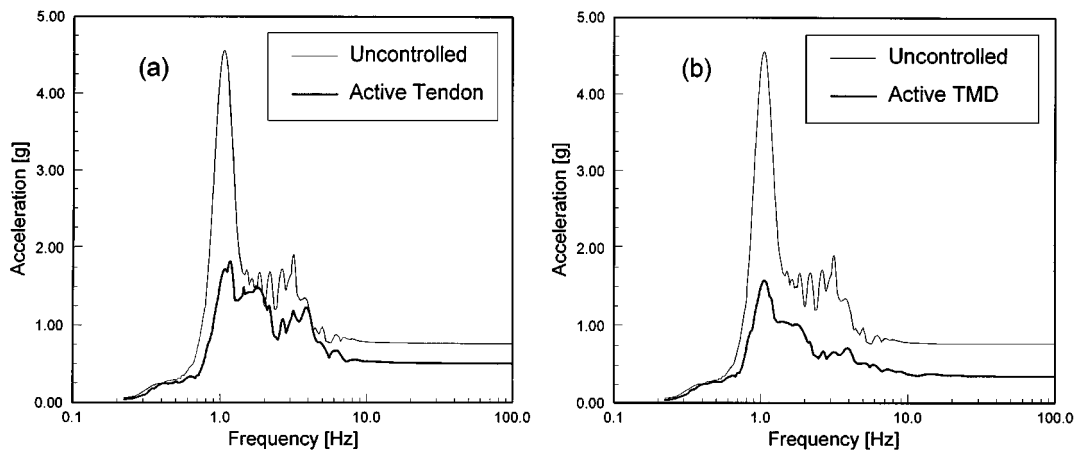 5.00
4.00
3.00
2.00
1.00
0.00
Acceleration [g]
(a)
Uncontrolled
Active Tendon
0.1
1.0
10.0
100.0
Frequency [Hz]
5.00
4.00
3.00
2.00
1.00
0.00
Acceleration [g]
(b)
Uncontrolled
Active TMD
0.1
1.0
10.0
100.0
Frequency [Hz]